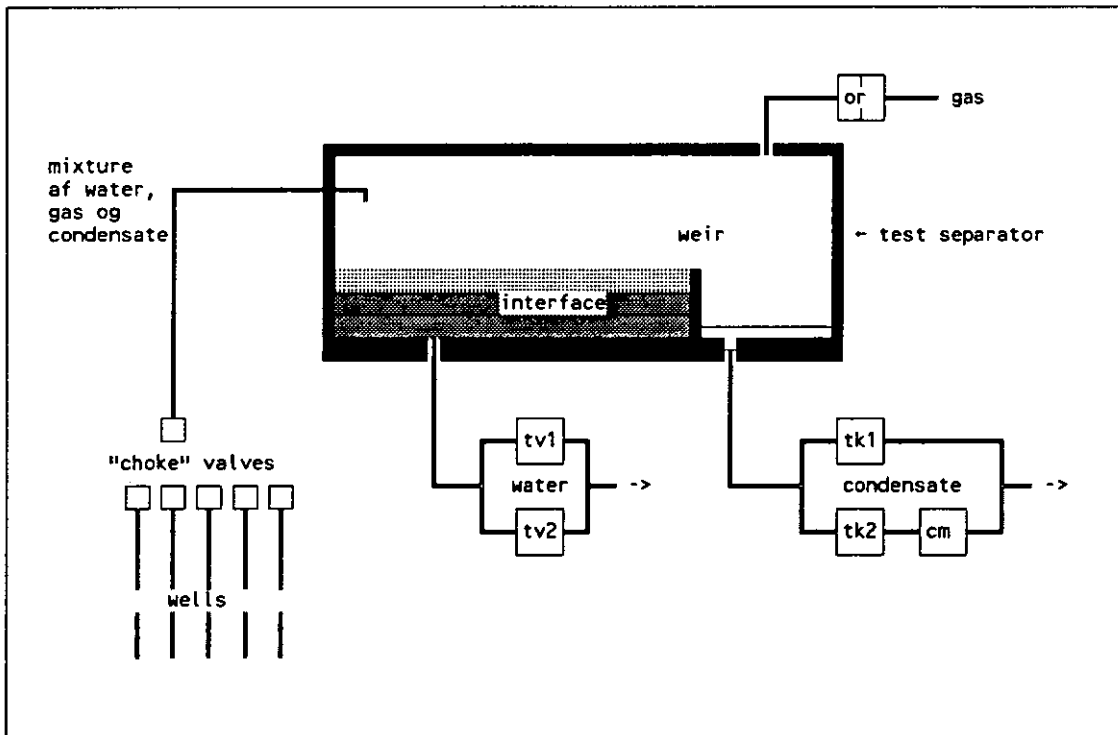 or
gas
mixture
af water,
gas og
condensate
weir
← test separator
interface
"choke" valves
wells
tv1
water
->
tv2
tk1
condensate
->
tk2
cm